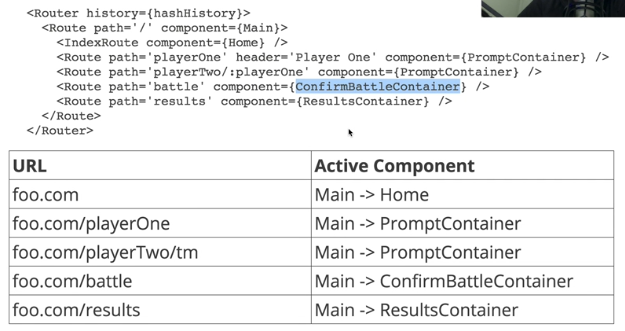 <Router history={hashHistory}>
<Route path='/' component={Main}>
<IndexRoute component={Home} />
<Route path='playerOne' header='Player One' component={PromptContainer} />
<Route path='playerTwo/:playerOne' component={PromptContainer} />
<Route path='battle' component={ConfirmBattleContainer} />
<Route path='results' component={ResultsContainer} />
</Route>
</Router>
URL Active Component
foo.com Main -> Home
foo.com/playerOne Main -> PromptContainer
foo.com/playerTwo/tm Main -> PromptContainer
foo.com/battle Main -> ConfirmBattleContainer
foo.com/results Main -> ResultsContainer